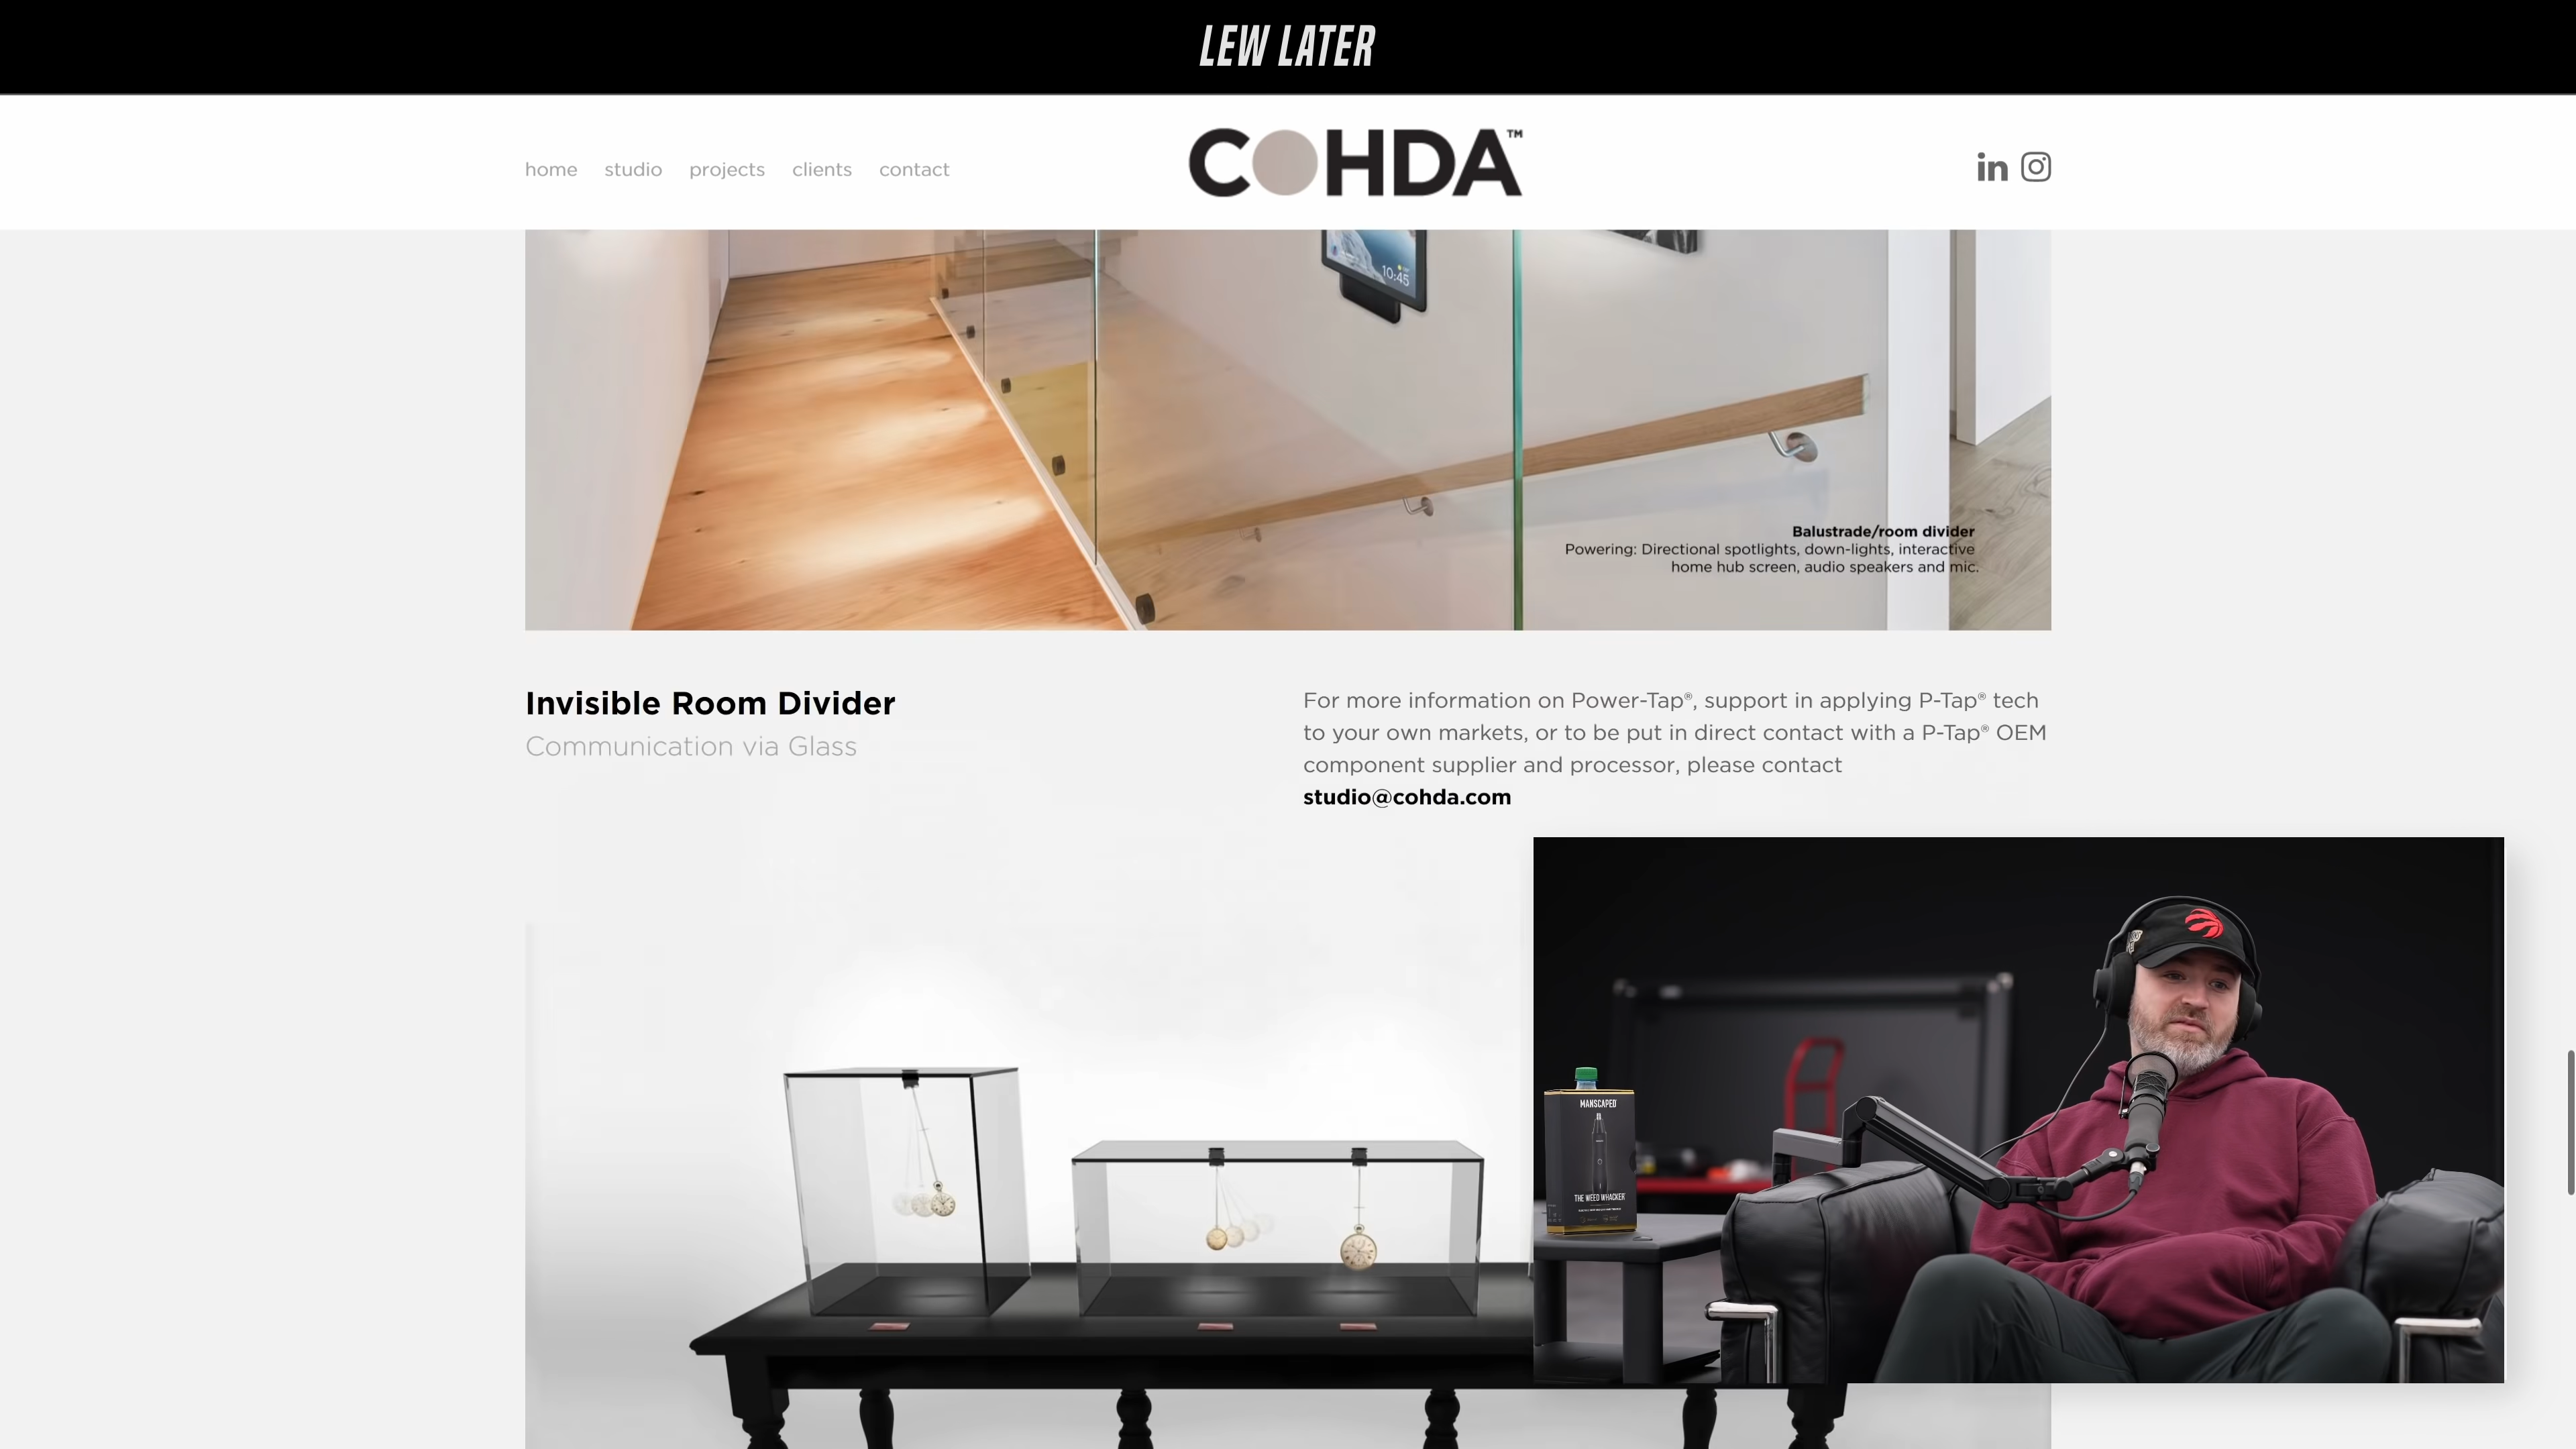 LEW LATER
home studio projects clients contact
COHDA™
in
10:45
Balustrade/room divider
Powering: Directional spotlights, down-lights, interactive
home hub screen, audio speakers and mic.
Invisible Room Divider
Communication via Glass
For more information on Power-Tap®, support in applying P-Tap® tech
to your own markets, or to be put in direct contact with a P-Tap® OEM
component supplier and processor, please contact
studio@cohda.com
MANSCAPED
THE WEED WHACKER